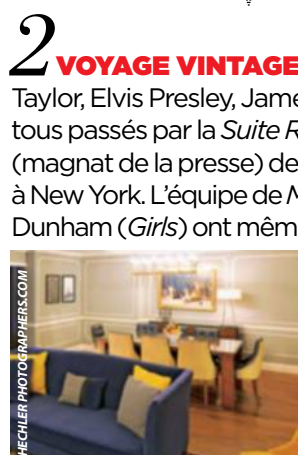 2 VOYAGE VINTAGE
Taylor, Elvis Presley, Jame
tous passés par la Suite R
(magnat de la presse) de
à New York. L'équipe de M
Dunham (Girls) ont mêm
HECHLER PHOTOGRAPHERS.COM